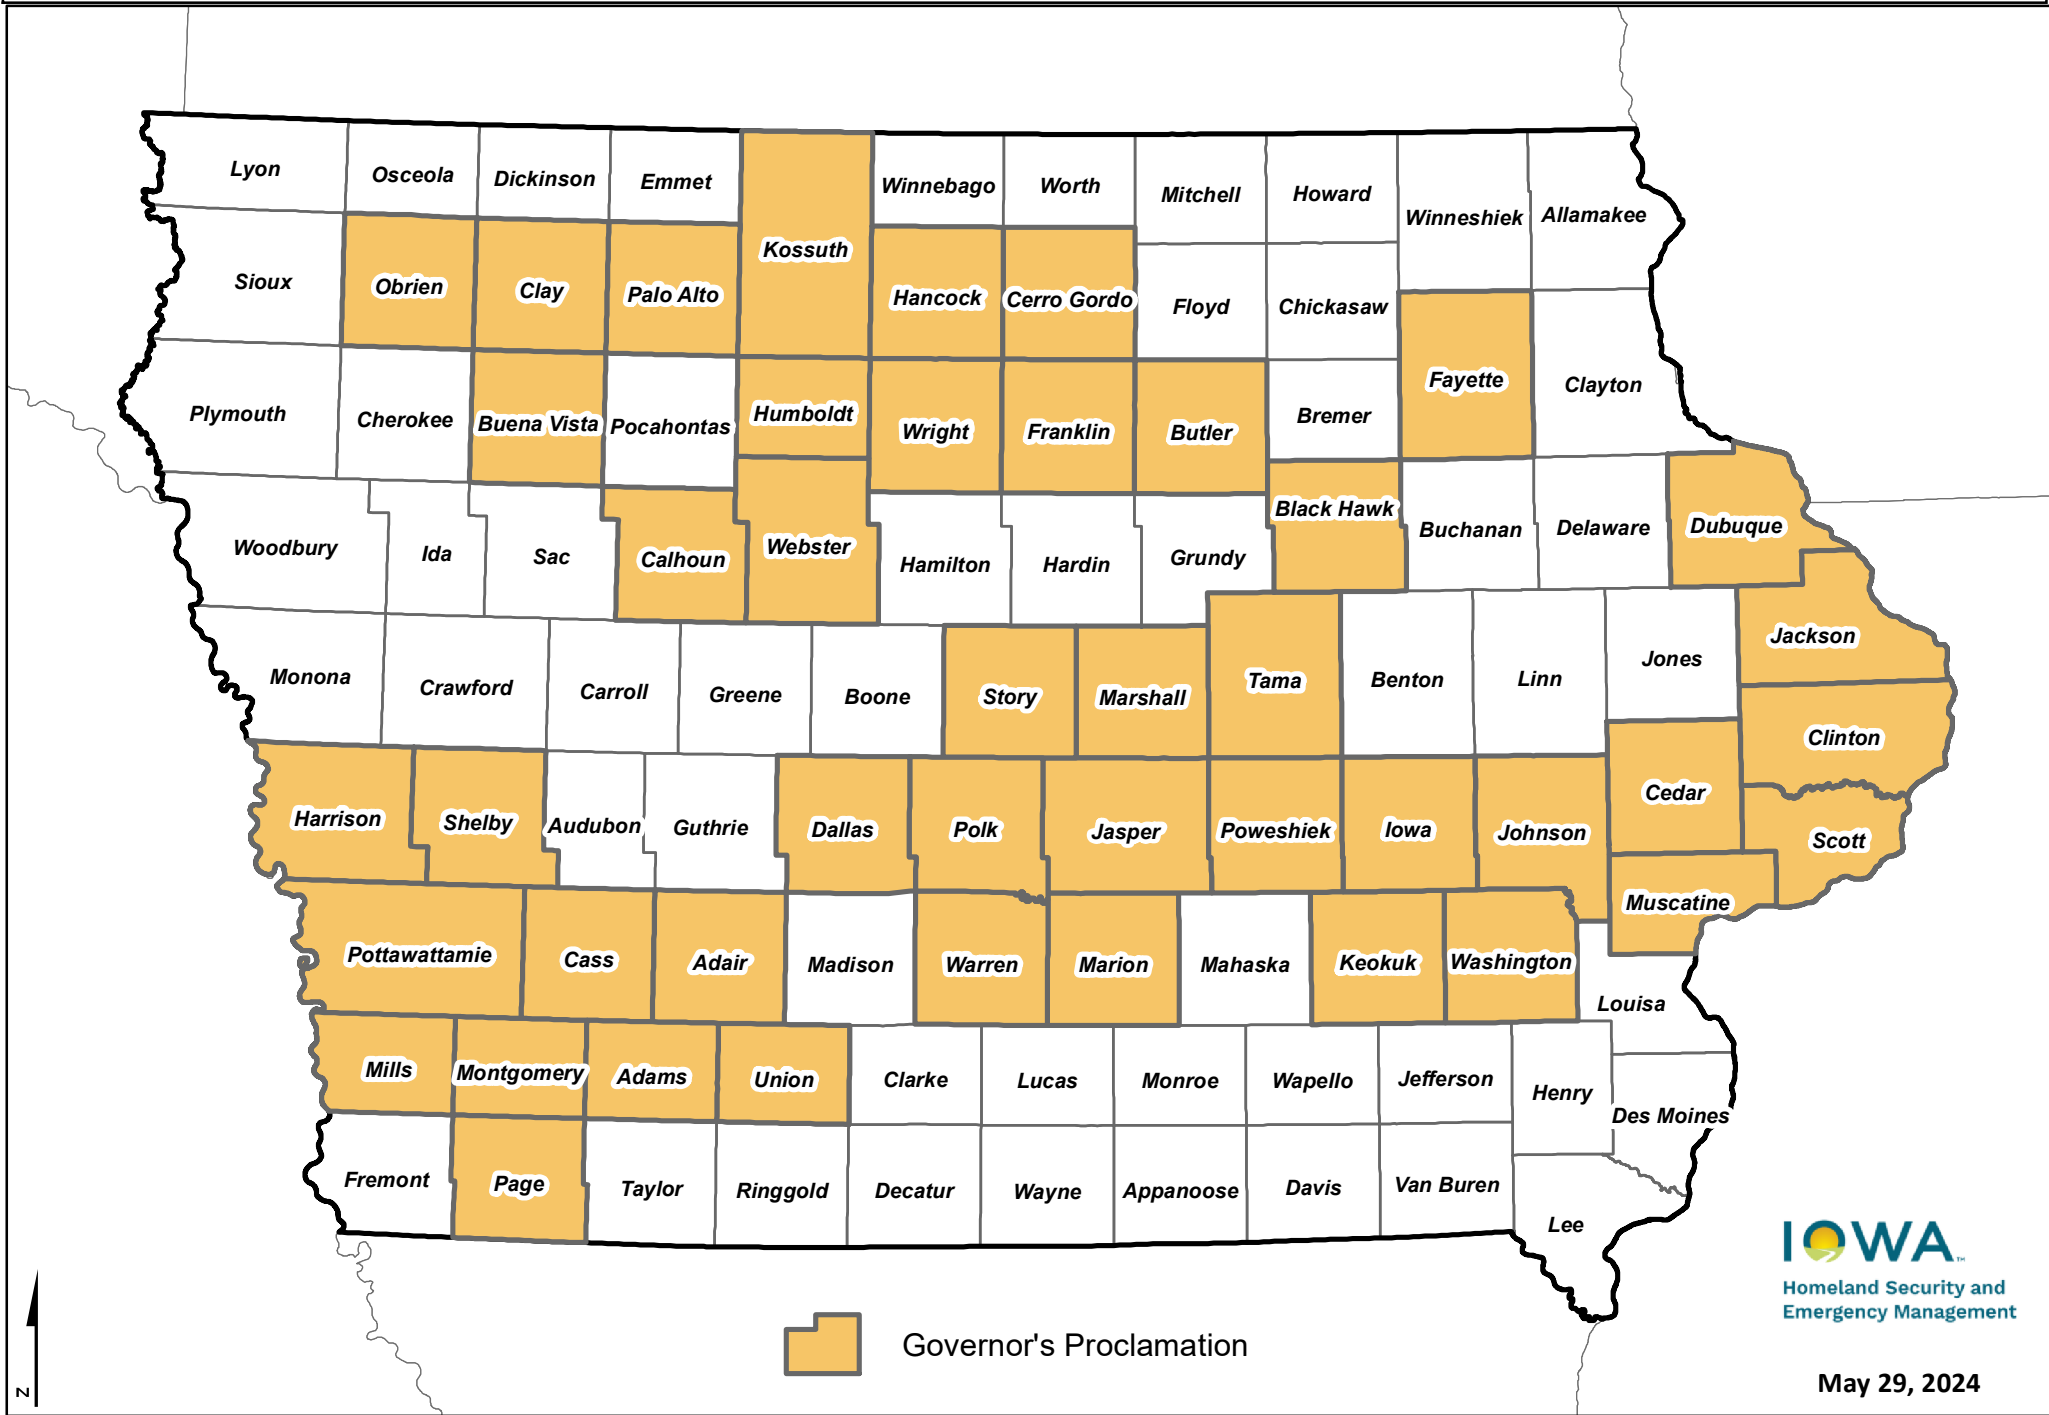 Lyon
Osceola
Dickinson
Emmet
Kossuth
Winnebago
Worth
Mitchell
Howard
Winneshiek
Allamakee
Sioux
Obrien
Clay
Palo Alto
Hancock
Cerro Gordo
Floyd
Chickasaw
Fayette
Clayton
Plymouth
Cherokee
Buena Vista
Pocahontas
Humboldt
Wright
Franklin
Butler
Bremer
Black Hawk
Buchanan
Delaware
Dubuque
Woodbury
Ida
Sac
Calhoun
Webster
Hamilton
Hardin
Grundy
Jackson
Monona
Crawford
Carroll
Greene
Boone
Story
Marshall
Tama
Benton
Linn
Jones
Clinton
Harrison
Shelby
Audubon
Guthrie
Dallas
Polk
Jasper
Poweshiek
Iowa
Johnson
Cedar
Scott
Muscatine
Pottawattamie
Cass
Adair
Madison
Warren
Marion
Mahaska
Keokuk
Washington
Louisa
Mills
Montgomery
Adams
Union
Clarke
Lucas
Monroe
Wapello
Jefferson
Henry
Des Moines
Fremont
Page
Taylor
Ringgold
Decatur
Wayne
Appanoose
Davis
Van Buren
Lee
IOWA™
Homeland Security and
Emergency Management
Governor's Proclamation
May 29, 2024
N